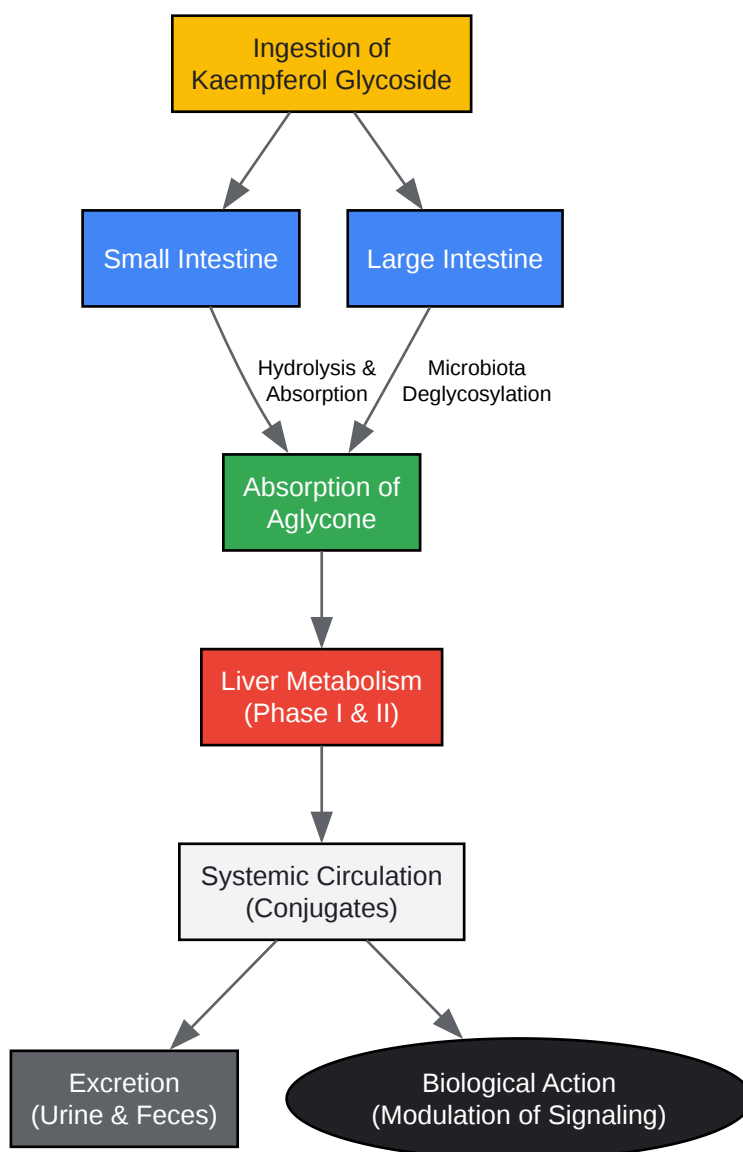 Ingestion of
Kaempferol Glycoside
Small Intestine
Large Intestine
Hydrolysis &
Absorption
Microbiota
Deglycosylation
Absorption of
Aglycone
Liver Metabolism
(Phase I & II)
Systemic Circulation
(Conjugates)
Excretion
(Urine & Feces)
Biological Action
(Modulation of Signaling)